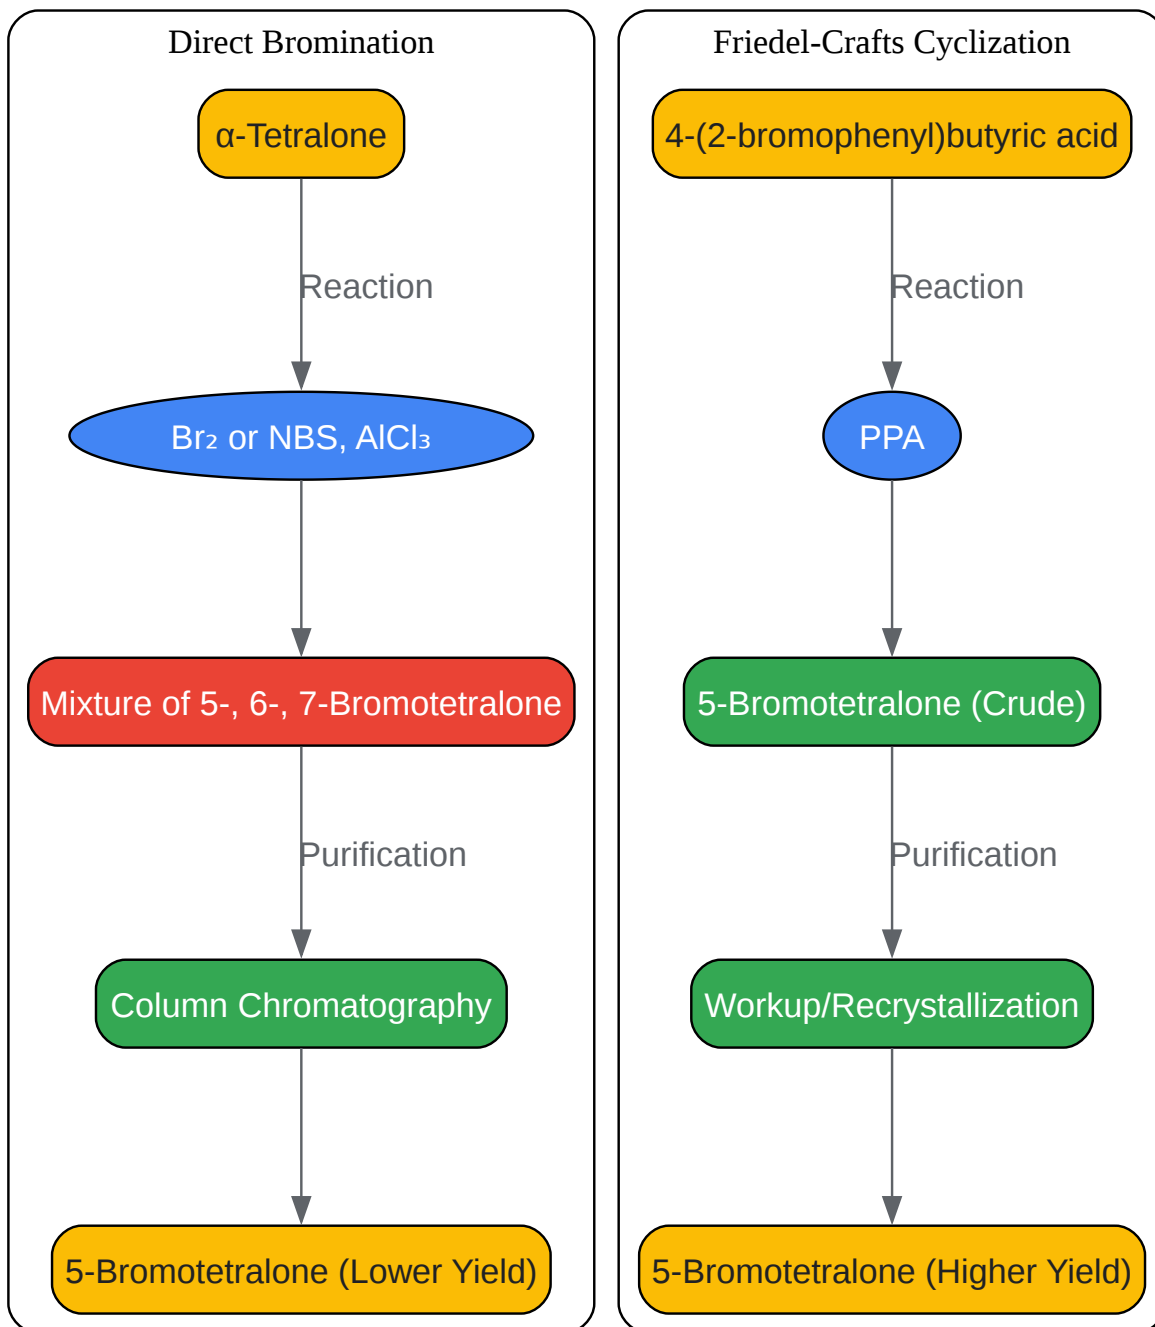 Direct Bromination
α-Tetralone
Reaction
Br₂ or NBS, AlCl₃
Mixture of 5-, 6-, 7-Bromotetralone
Purification
Column Chromatography
5-Bromotetralone (Lower Yield)
Friedel-Crafts Cyclization
4-(2-bromophenyl)butyric acid
Reaction
PPA
5-Bromotetralone (Crude)
Purification
Workup/Recrystallization
5-Bromotetralone (Higher Yield)